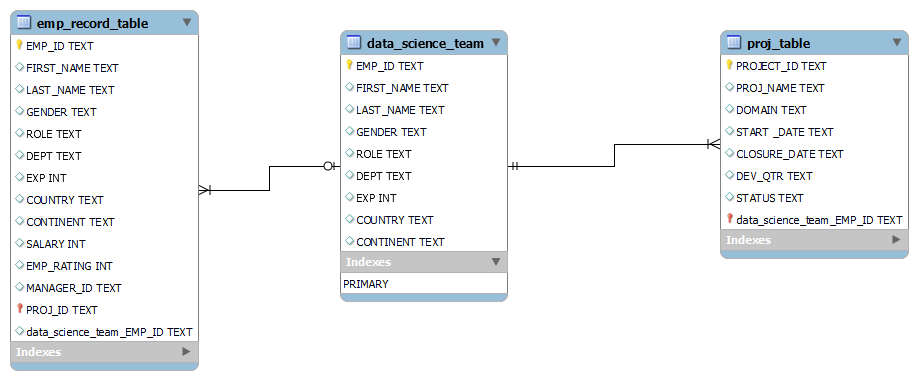 emp_record_table
EMP_ID TEXT
FIRST_NAME TEXT
LAST_NAME TEXT
GENDER TEXT
ROLE TEXT
DEPT TEXT
EXP INT
COUNTRY TEXT
CONTINENT TEXT
SALARY INT
EMP_RATING INT
MANAGER_ID TEXT
PROJ_ID TEXT
data_science_team_EMP_ID TEXT
Indexes
data_science_team
EMP_ID TEXT
FIRST_NAME TEXT
LAST_NAME TEXT
GENDER TEXT
ROLE TEXT
DEPT TEXT
EXP INT
COUNTRY TEXT
CONTINENT TEXT
Indexes
PRIMARY
proj_table
PROJECT_ID TEXT
PROJ_NAME TEXT
DOMAIN TEXT
START _DATE TEXT
CLOSURE_DATE TEXT
DEV_QTR TEXT
STATUS TEXT
data_science_team_EMP_ID TEXT
Indexes